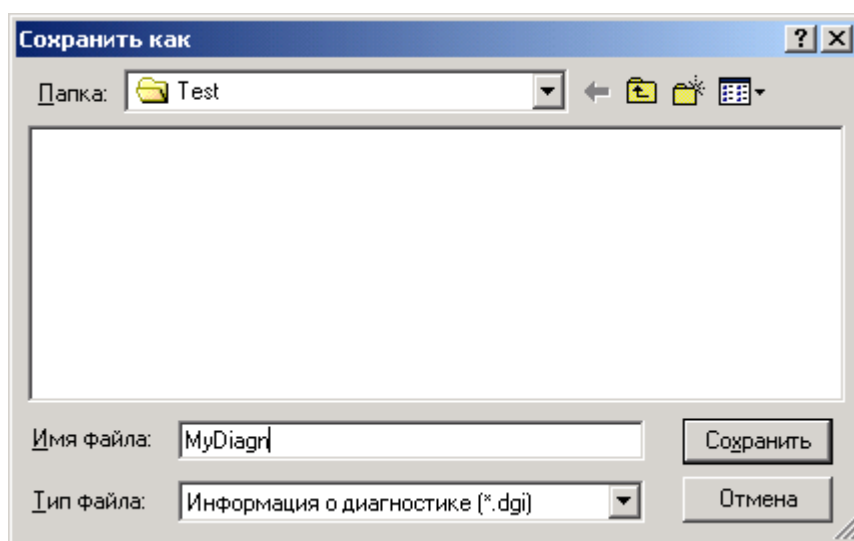 Сохранить как
Папка: Test
Имя файла: MyDiagn Сохранить
Тип файла: Информация о диагностике (*.dgi) Отмена